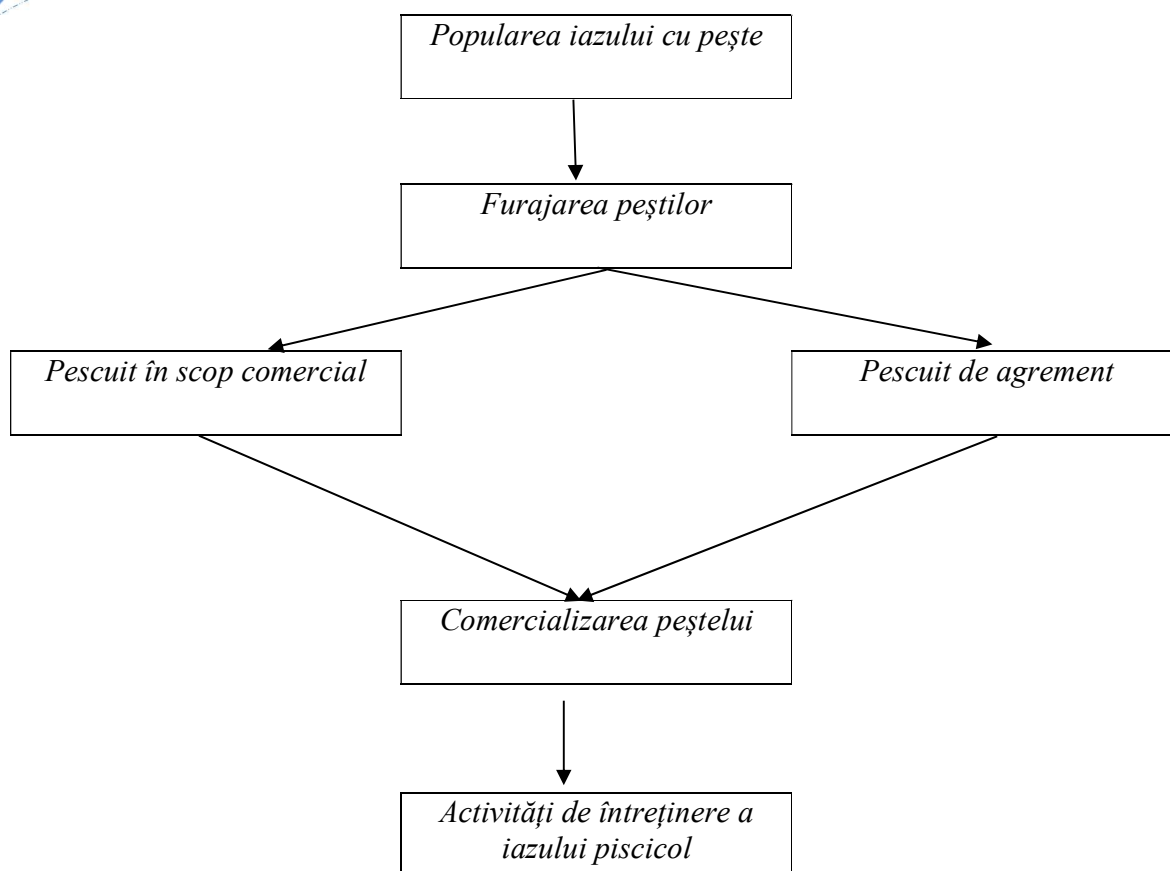 Popularea iazului cu pește
Furajarea peștilor
Pescuit în scop comercial
Pescuit de agrement
Comercializarea peștelui
Activități de întreținere a
iazului piscicol